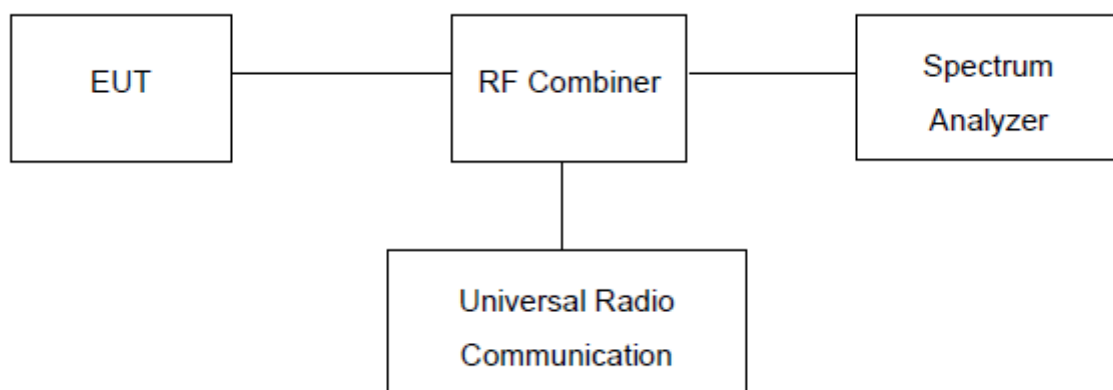 EUT
RF Combiner
Spectrum
Analyzer
Universal Radio
Communication